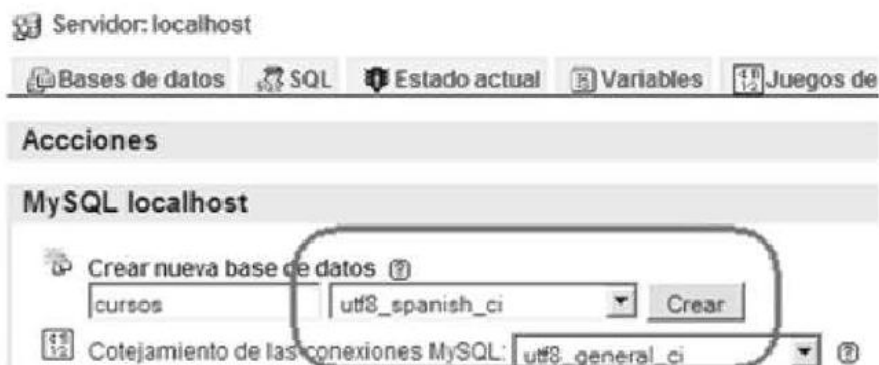 Servidor: localhost
Bases de datos SQL Estado actual Variables Juegos de
Accciones
MySQL localhost
Crear nueva base de datos
cursos utf8_spanish_ci Crear
Cotejamiento de las conexiones MySQL: utf8_general_ci